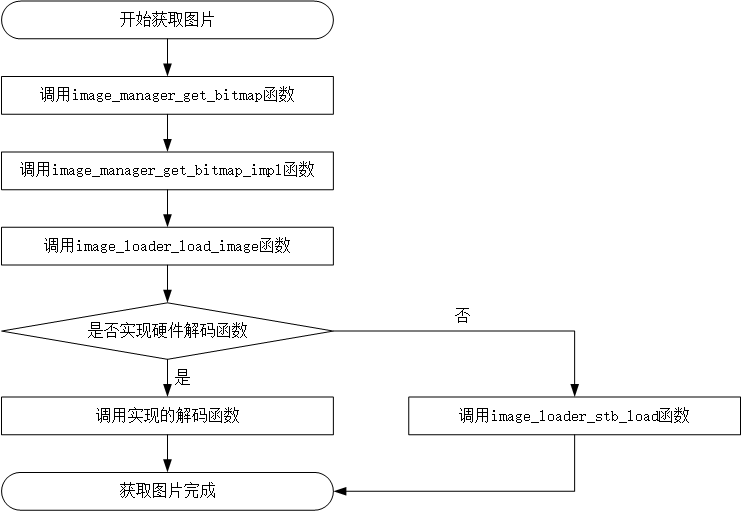 开始获取图片
调用image_manager_get_bitmap函数
调用image_manager_get_bitmap_impl函数
调用image_loader_load_image函数
是否实现硬件解码函数
否
是
调用实现的解码函数
调用image_loader_stb_load函数
获取图片完成